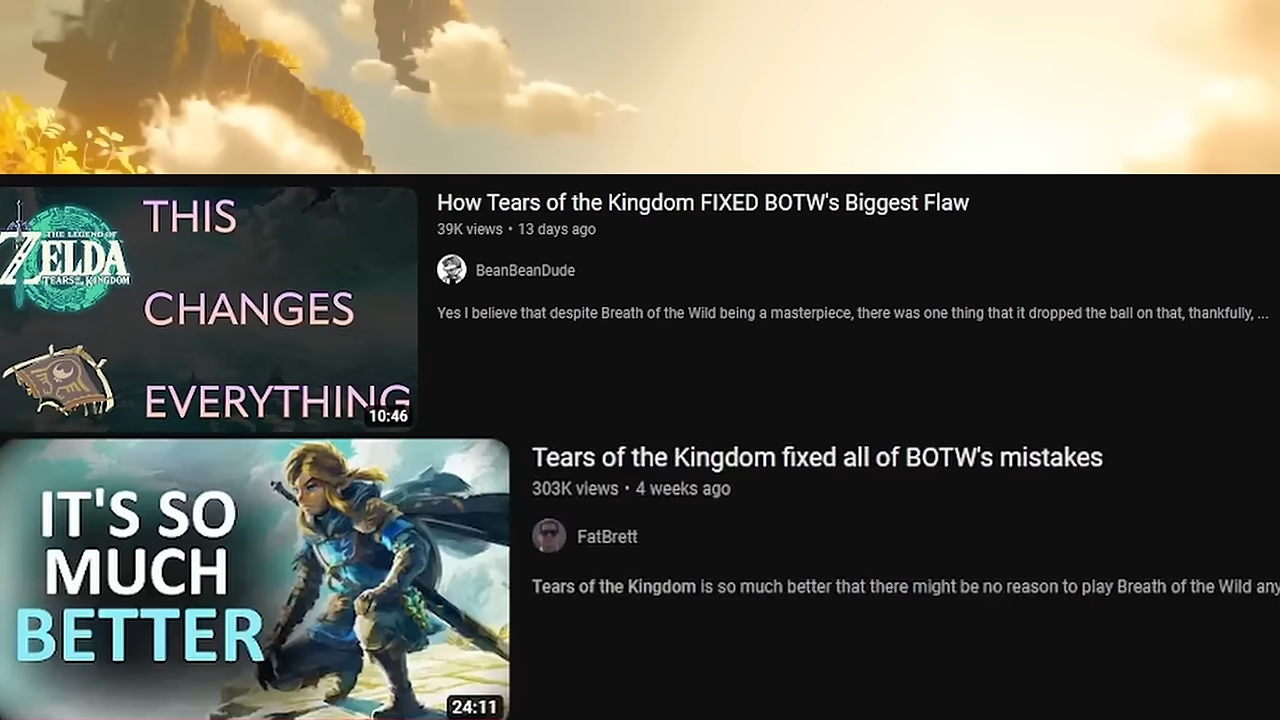 THE LEGEND OF
ZELDA
TEARS OF THE KINGDOM
THIS
CHANGES
EVERYTHING
10:46
How Tears of the Kingdom FIXED BOTW's Biggest Flaw
39K views • 13 days ago
BeanBeanDude
Yes I believe that despite Breath of the Wild being a masterpiece, there was one thing that it dropped the ball on that, thankfully, ...
IT'S SO
MUCH
BETTER
24:11
Tears of the Kingdom fixed all of BOTW's mistakes
303K views • 4 weeks ago
FatBrett
Tears of the Kingdom is so much better that there might be no reason to play Breath of the Wild any